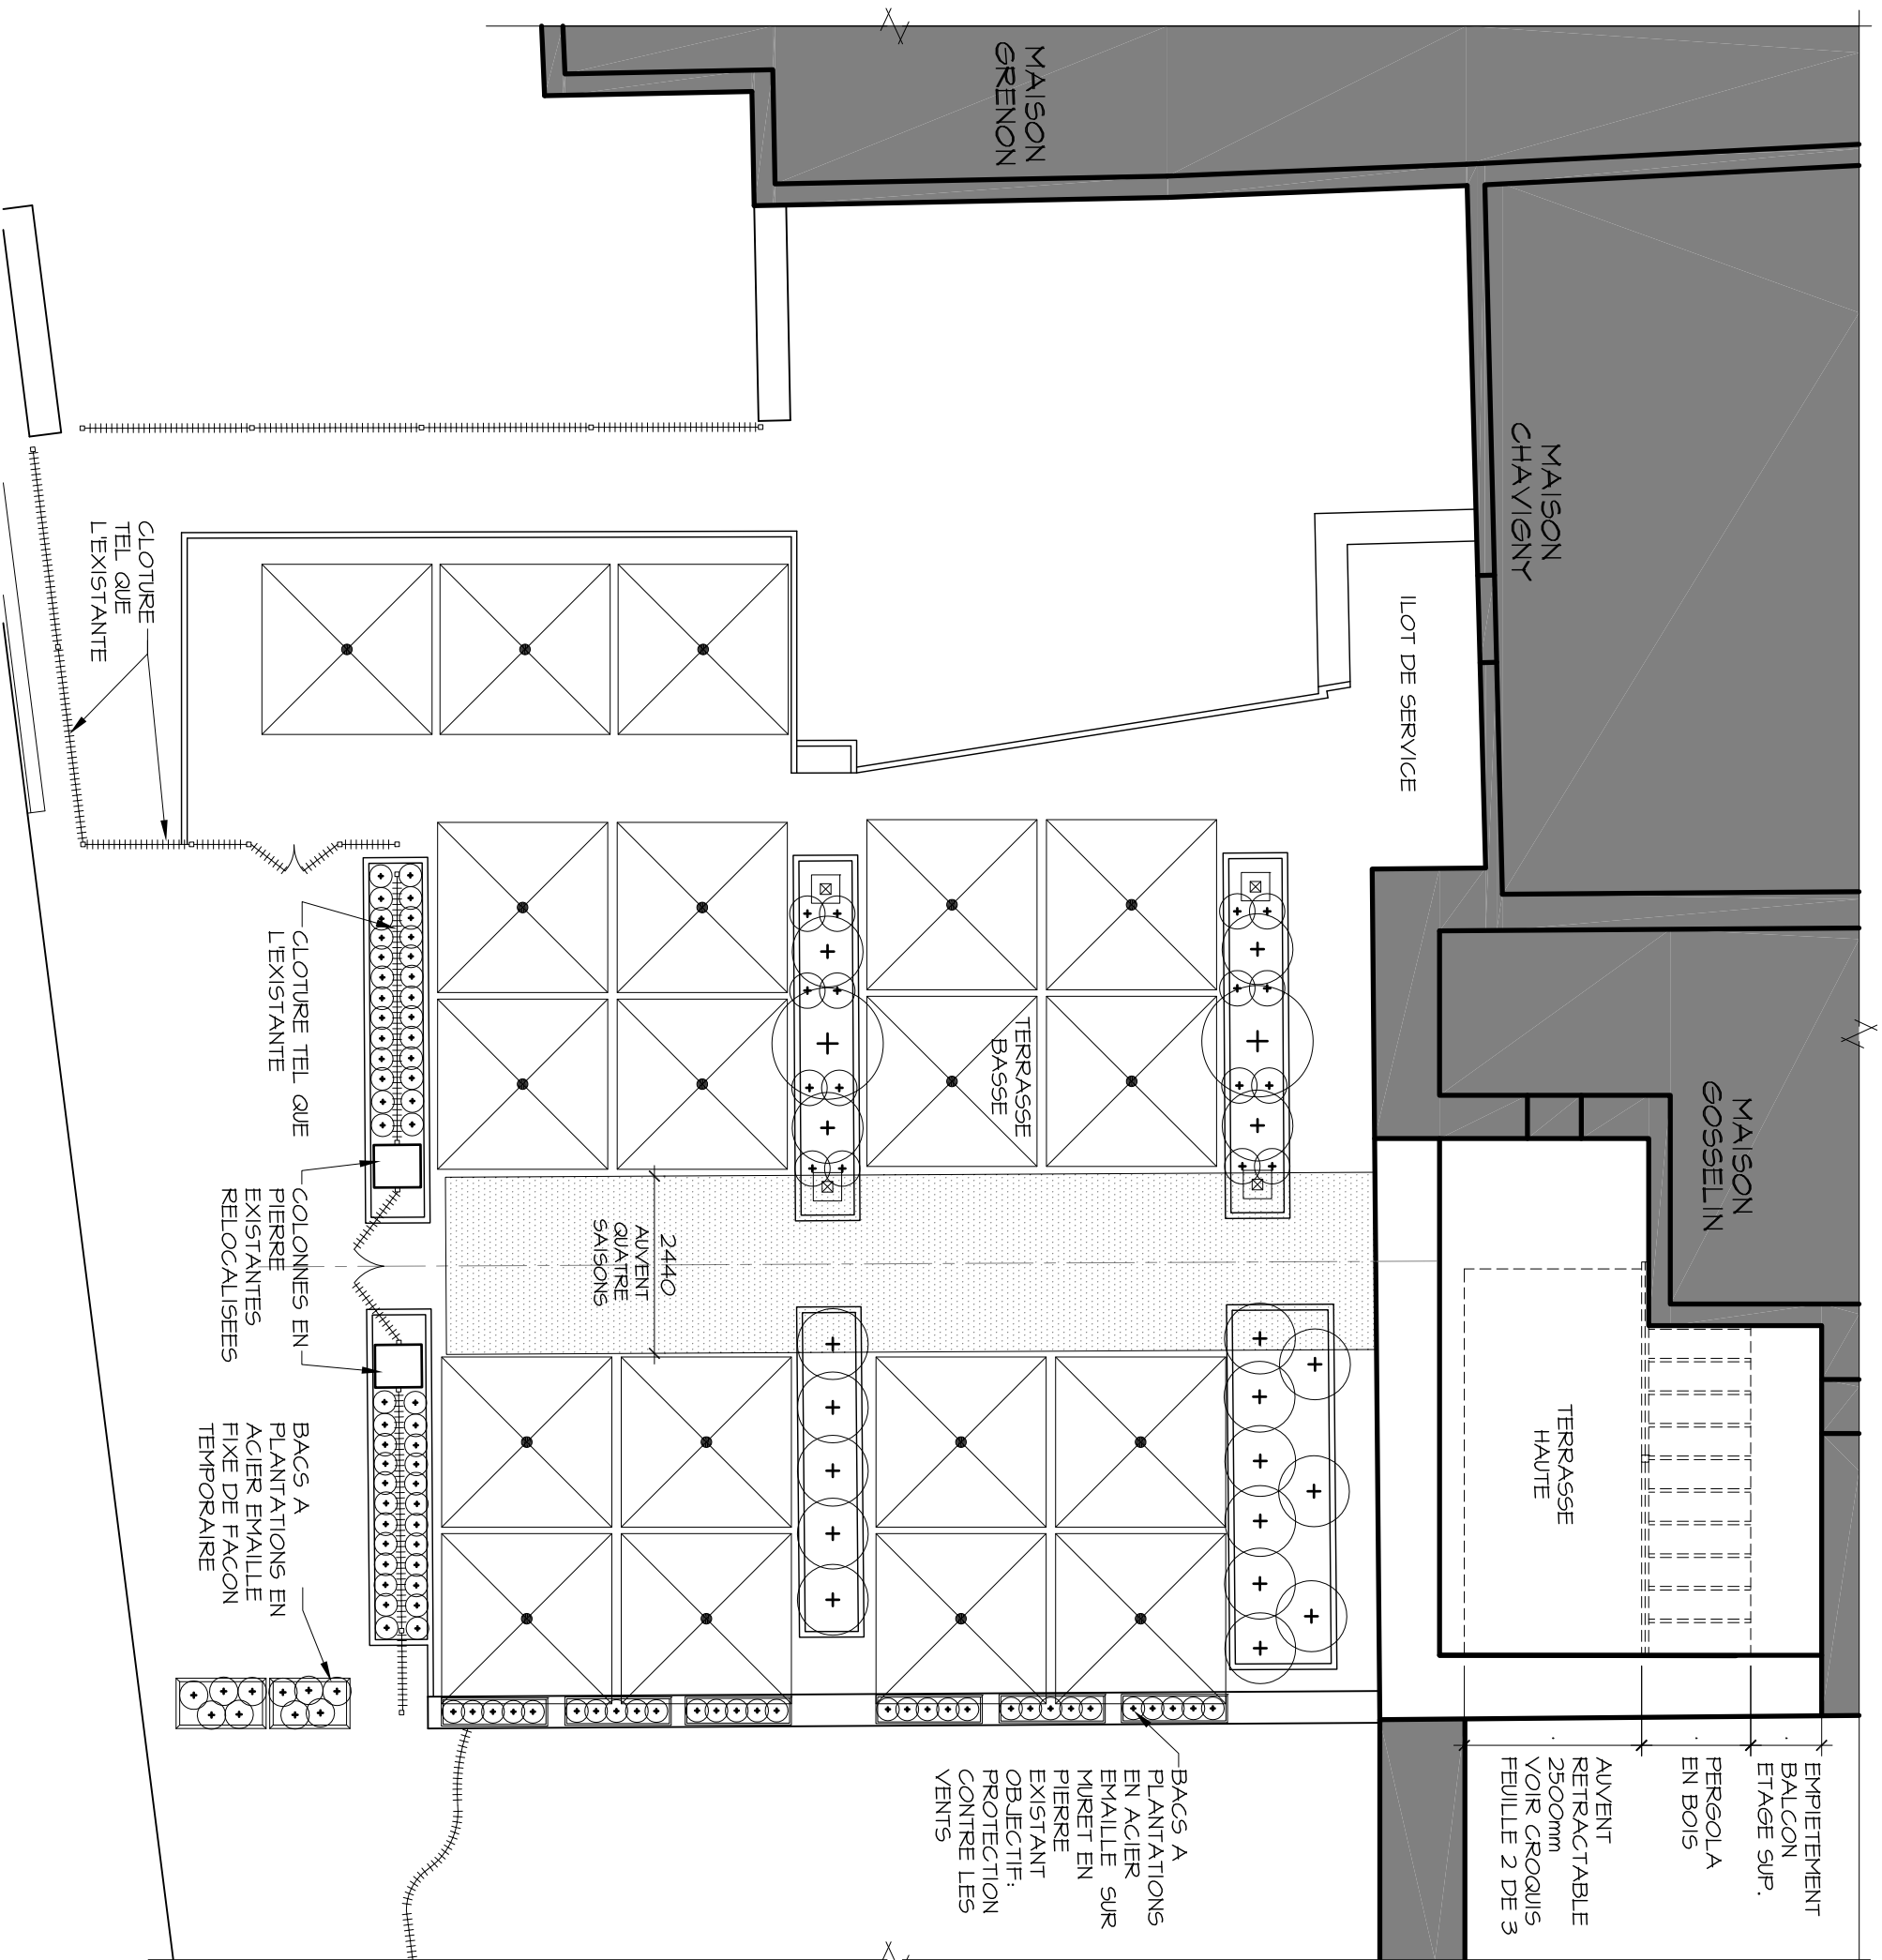 MAISON
GRENON
MAISON
CHAVIGNY
MAISON
GOSSELIN
ILOT DE SERVICE
TERRASSE
HAUTE
TERRASSE
BASSE
EMPIETEMENT
BALCON
ETAGE SUP.
PERGOLA
EN BOIS
AUVENT
RETRACTABLE
2500mm
VOIR CROQUIS
FEUILLE 2 DE 3
BACS A
PLANTATIONS
EN ACIER
EMAILLE SUR
MURET EN
PIERRE
EXISTANT
OBJECTIF:
PROTECTION
CONTRE LES
VENTS
2440
AUVENT
QUATRE
SAISONS
CLOTURE
TEL QUE
L'EXISTANTE
CLOTURE TEL QUE
L'EXISTANTE
COLONNES EN
PIERRE
EXISTANTES
RELOCALISEES
BACS A
PLANTATIONS EN
ACIER EMAILLE
FIXE DE FACON
TEMPORAIRE